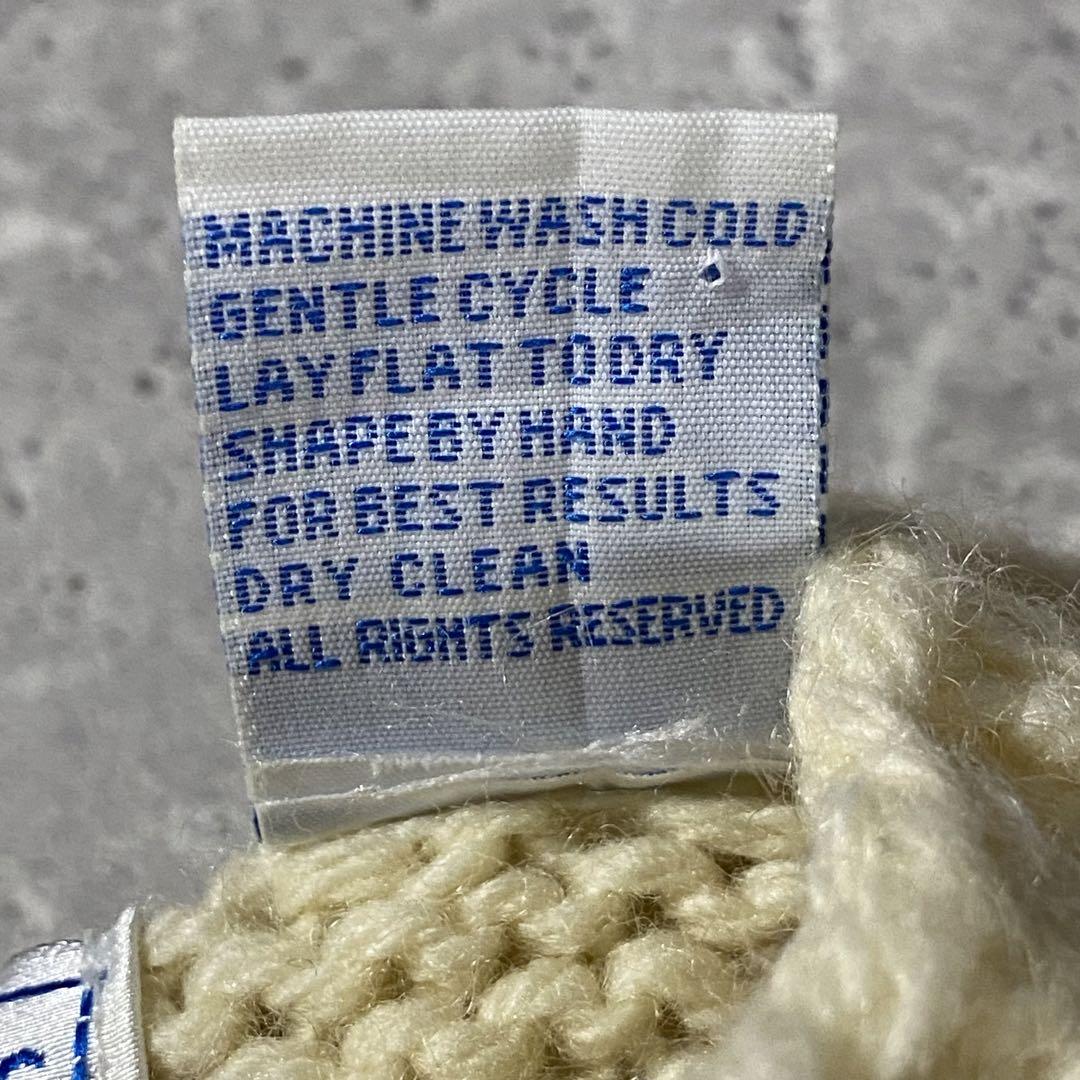 MACHINE WASH COLD
GENTLE CYCLE
LAY FLAT TO DRY
SHAPE BY HAND
FOR BEST RESULTS
DRY CLEAN
ALL RIGHTS RESERVED